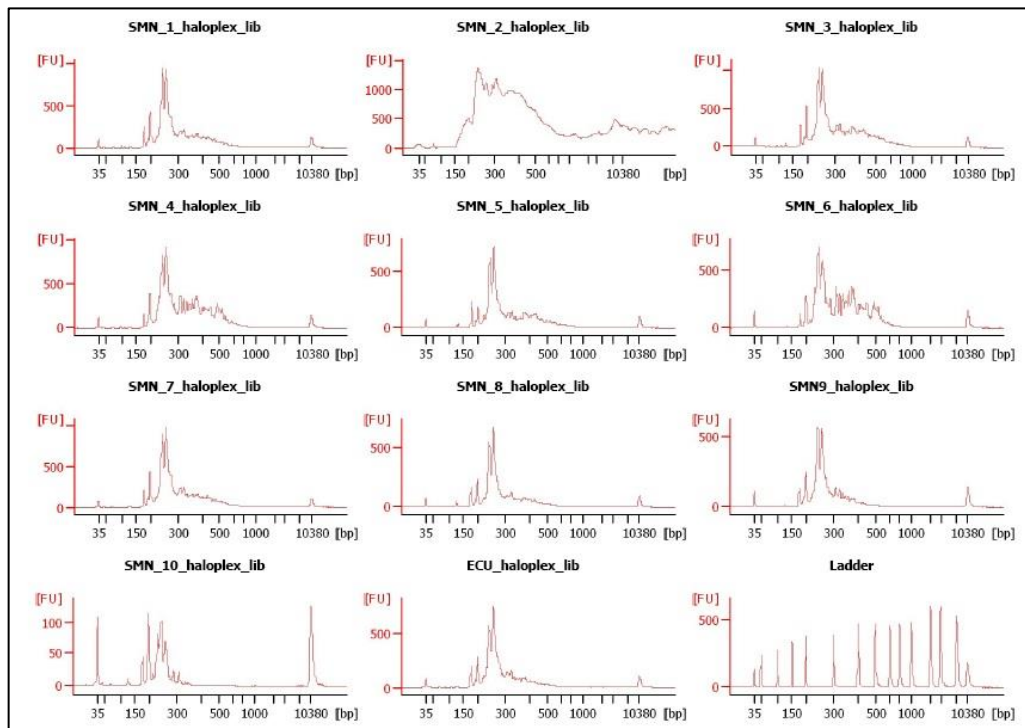 SMN_1_haloplex_lib SMN_2_haloplex_lib SMN_3_haloplex_lib
[FU] [FU] [FU]
1000
500 500 500
0 0 0
35 150 300 500 1000 10380 [bp] 35 150 300 500 10380 [bp] 35 150 300 500 1000 10380 [bp]
SMN_4_haloplex_lib SMN_5_haloplex_lib SMN_6_haloplex_lib
[FU] [FU] [FU]
500 500 500
0 0 0
35 150 300 500 1000 10380 [bp] 35 150 300 500 1000 10380 [bp] 35 150 300 500 1000 10380 [bp]
SMN_7_haloplex_lib SMN_8_haloplex_lib SMN9_haloplex_lib
[FU] [FU] [FU]
500 500 500
0 0 0
35 150 300 500 1000 10380 [bp] 35 150 300 500 1000 10380 [bp] 35 150 300 500 1000 10380 [bp]
SMN_10_haloplex_lib ECU_haloplex_lib Ladder
[FU] [FU] [FU]
100 500 500
50
0 0 0
35 150 300 500 1000 10380 [bp] 35 150 300 500 1000 10380 [bp] 35 150 300 500 1000 10380 [bp]